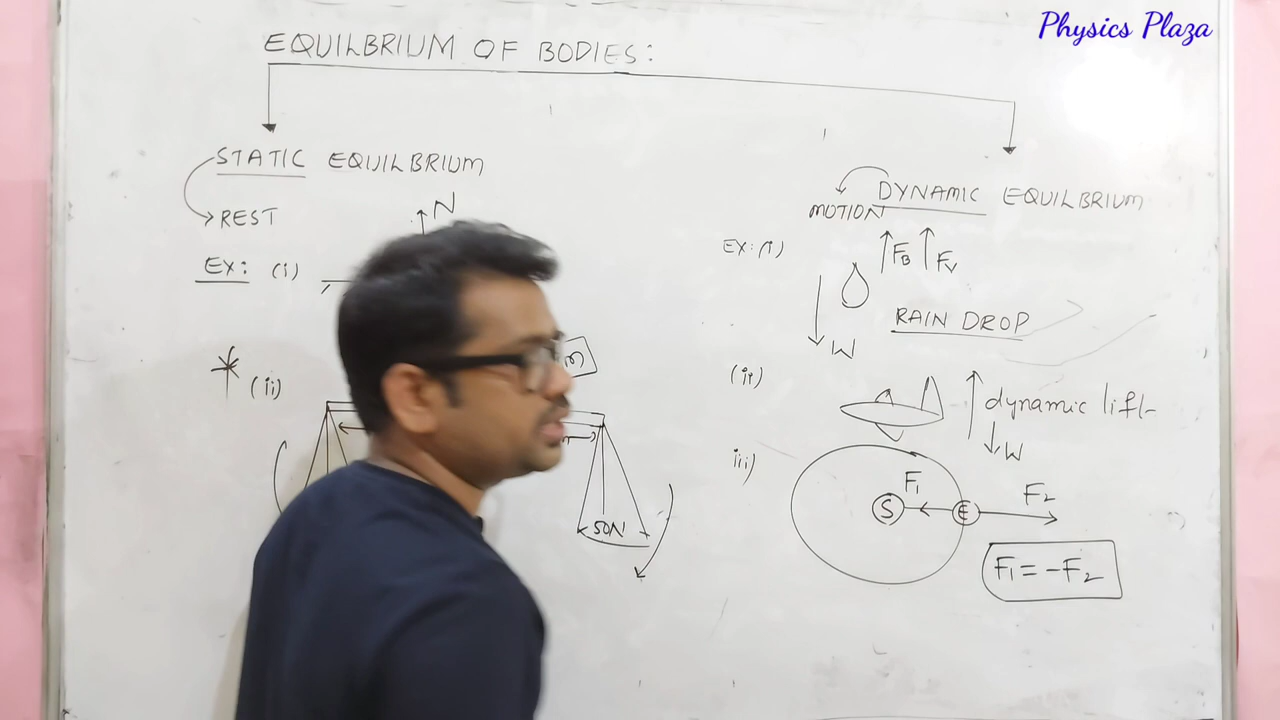 Physics Plaza
EQUILBRIUM OF BODIES:
STATIC EQUILBRIUM
REST
N
EX: (i)
* (ii)
m
50N
DYNAMIC EQUILBRIUM
MOTION
EX: (i)
FB FV
W
RAIN DROP
(ii)
dynamic lift
W
iii)
F1
S
E
F2
F1 = -F2